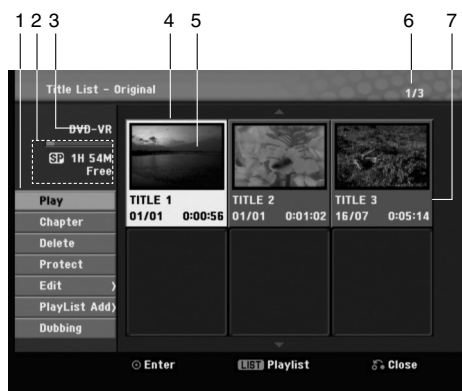 1 2 3 4 5 6 7
Title List - Original
1/3
DVD-VR
SP 1H 54M
Free
Play
Chapter
Delete
Protect
Edit
PlayList Add
Dubbing
TITLE 1
01/01 0:00:56
TITLE 2
01/01 0:01:02
TITLE 3
16/07 0:05:14
Enter
LIST Playlist
Close